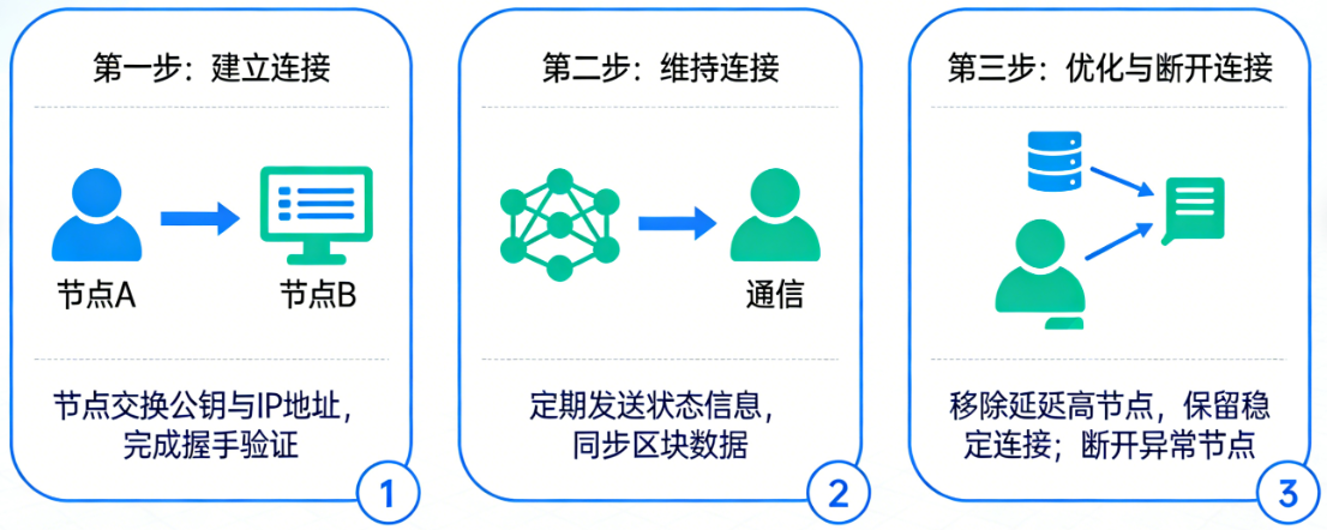 第一步：建立连接
节点A
节点B
节点交换公钥与IP地址，
完成握手验证
1
第二步：维持连接
通信
定期发送状态信息，
同步区块数据
2
第三步：优化与断开连接
移除延延高节点，保留稳
定连接；断开异常节点
3